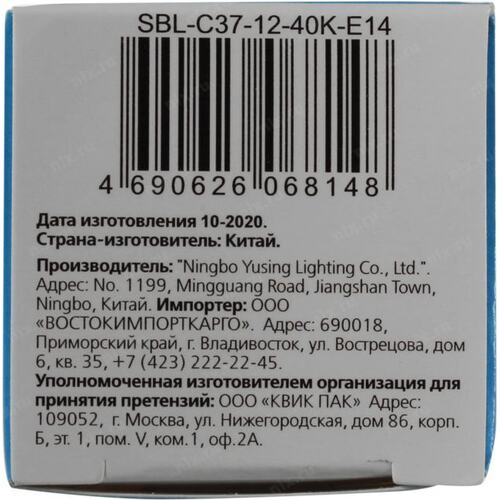 SBL-C37-12-40K-E14
4 690626 068148
Дата изготовления 10-2020.
Страна-изготовитель: Китай.
Производитель: "Ningbo Yusing Lighting Co., Ltd.".
Адрес: No. 1199, Mingguang Road, Jiangshan Town,
Ningbo, Китай. Импортер: ООО
«ВОСТОКИМПОРТКАРГО». Адрес: 690018,
Приморский край, г. Владивосток, ул. Вострецова, дом
6, кв. 35, +7 (423) 222-22-45.
Уполномоченная изготовителем организация для
принятия претензий: ООО «КВИК ПАК» Адрес:
109052, г. Москва, ул. Нижегородская, дом 86, корп.
Б, эт. 1, пом. V, ком.1, оф.2А.